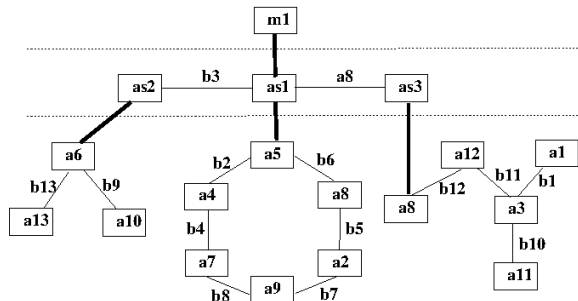 m1
as2 b3 as1 a8 as3
a6 a5 a12 a1
b13 b9 b2 b6 b11 b1
b12
a4 a8 a8 a3
a13 a10
b4 b5 b10
a7 a2 a11
a9
b8 b7